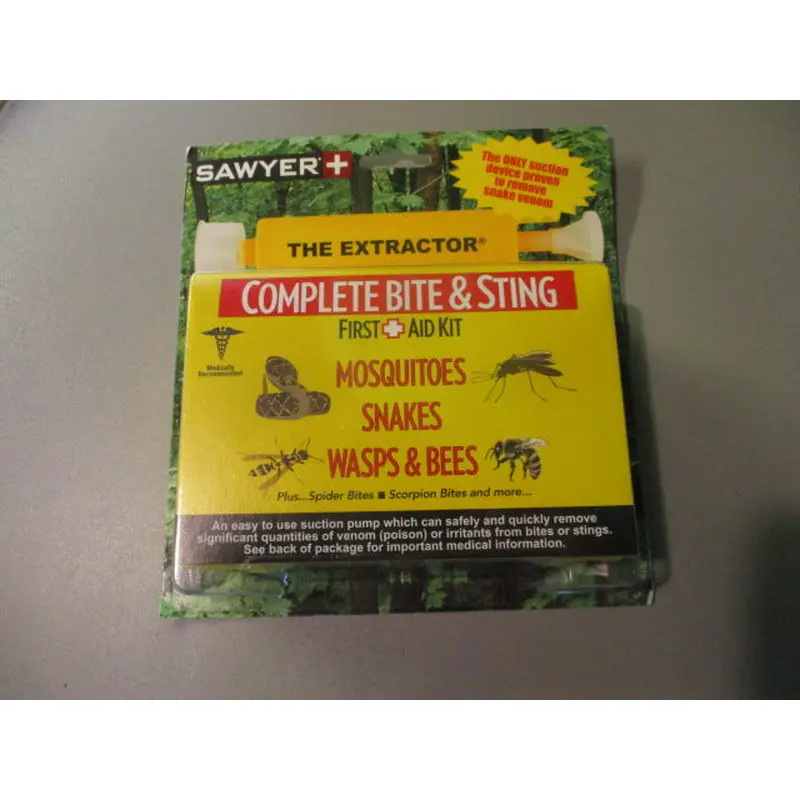 SAWYER
The ONLY suction
device proven
to remove
snake venom
THE EXTRACTOR®
COMPLETE BITE & STING
FIRST AID KIT
Medically
Recommended
MOSQUITOES
SNAKES
WASPS & BEES
Plus...Spider Bites ■ Scorpion Bites and more...
An easy to use suction pump which can safely and quickly remove
significant quantities of venom (poison) or irritants from bites or stings.
See back of package for important medical information.